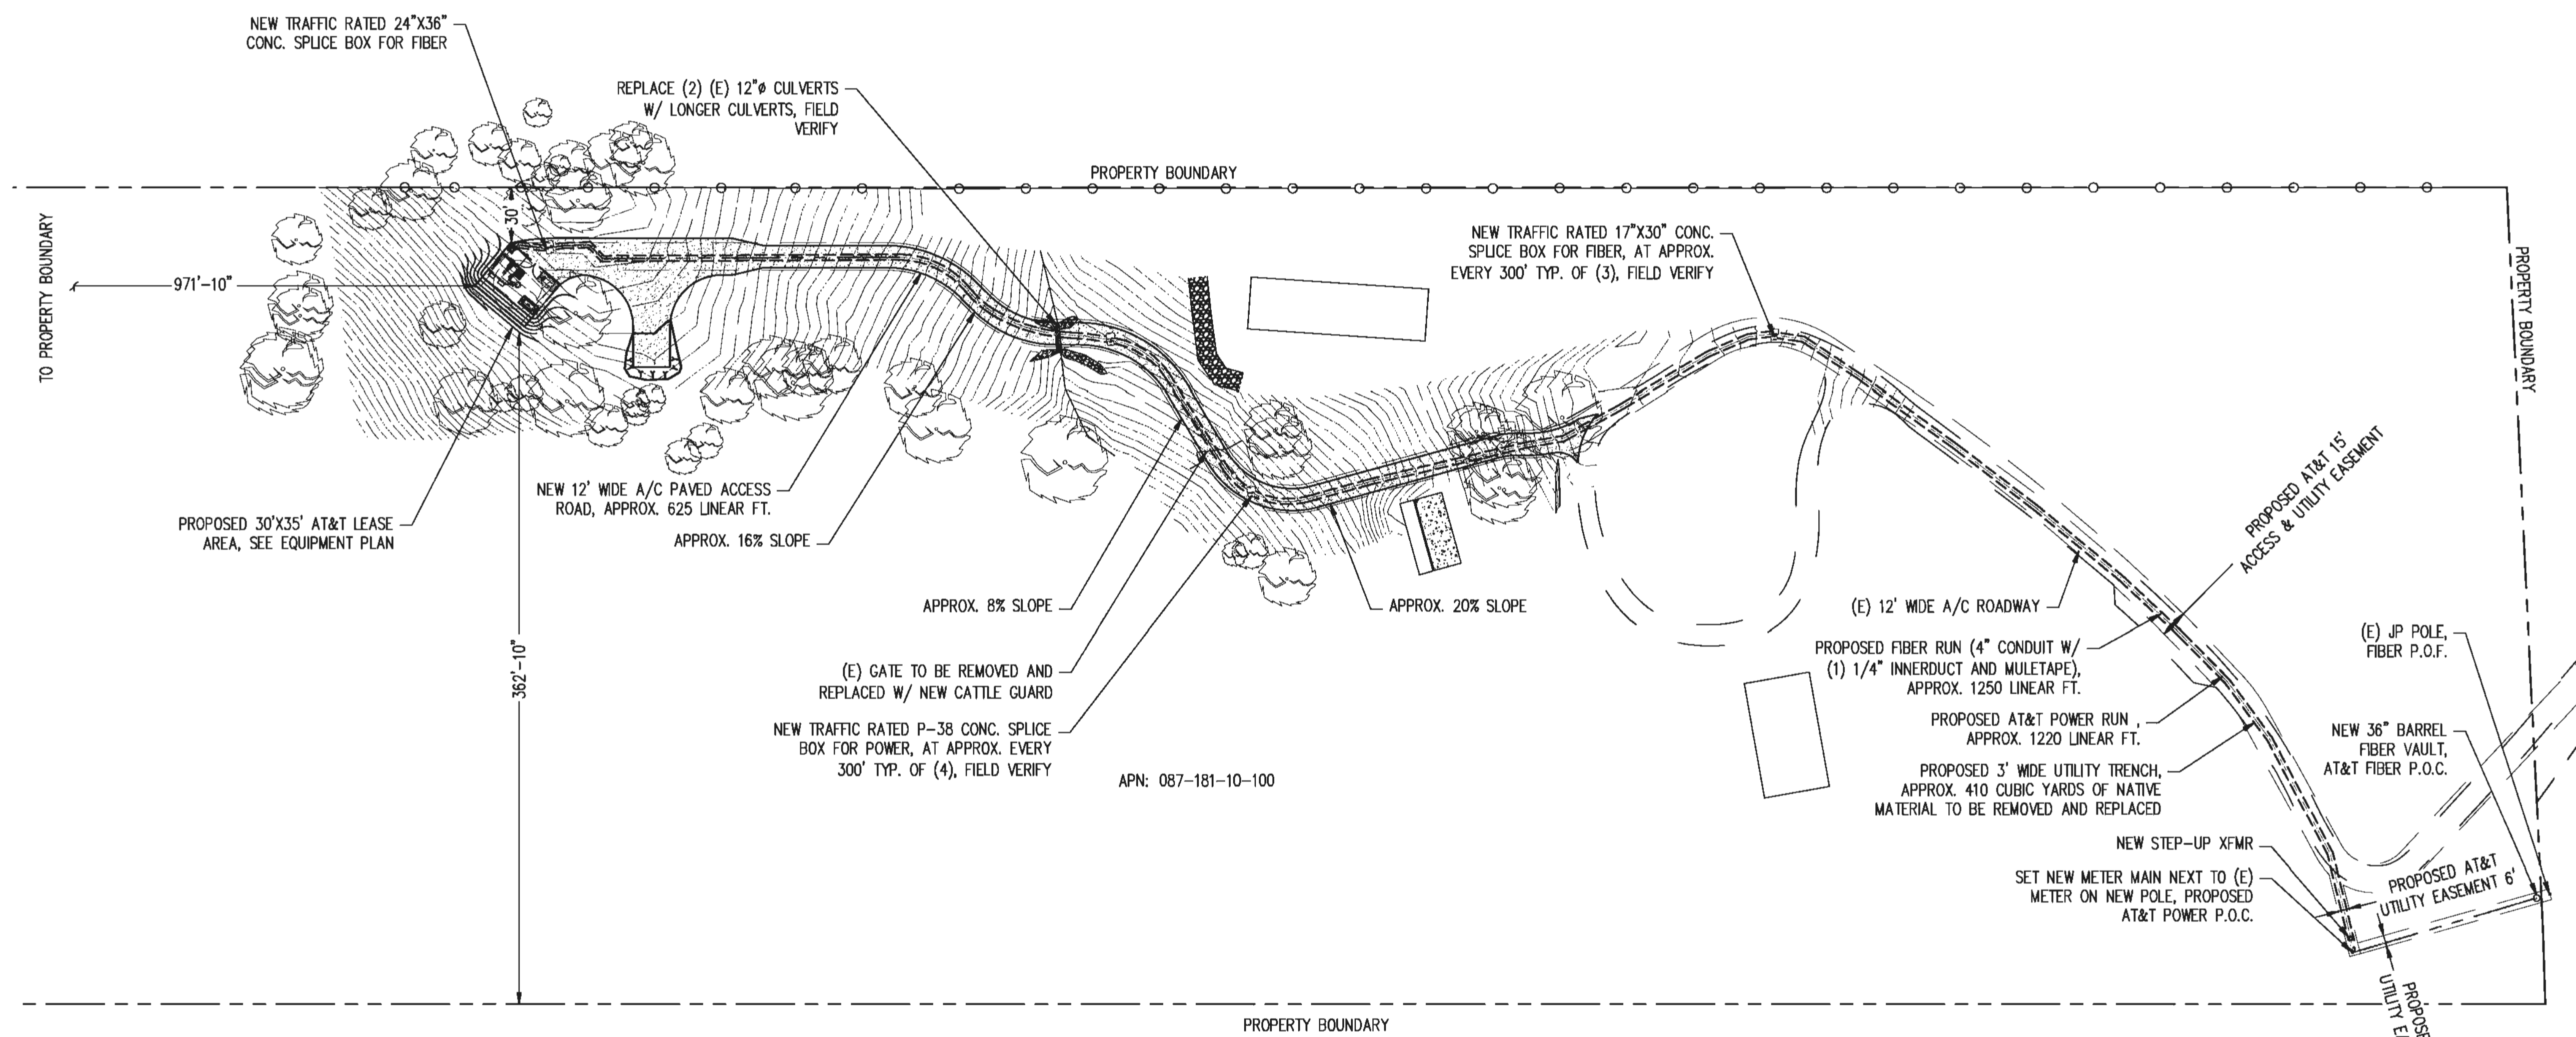 NEW TRAFFIC RATED 24"X36"
CONC. SPLICE BOX FOR FIBER
REPLACE (2) (E) 12"ø CULVERTS
W/ LONGER CULVERTS, FIELD
VERIFY
PROPERTY BOUNDARY
TO PROPERTY BOUNDARY
971'-10"
30'
NEW TRAFFIC RATED 17"X30" CONC.
SPLICE BOX FOR FIBER, AT APPROX.
EVERY 300' TYP. OF (3), FIELD VERIFY
PROPERTY BOUNDARY
PROPOSED AT&T 15'
ACCESS & UTILITY EASEMENT
NEW 12' WIDE A/C PAVED ACCESS
ROAD, APPROX. 625 LINEAR FT.
PROPOSED 30'X35' AT&T LEASE
AREA, SEE EQUIPMENT PLAN
APPROX. 16% SLOPE
362'-10"
APPROX. 8% SLOPE
APPROX. 20% SLOPE
(E) GATE TO BE REMOVED AND
REPLACED W/ NEW CATTLE GUARD
NEW TRAFFIC RATED P-38 CONC. SPLICE
BOX FOR POWER, AT APPROX. EVERY
300' TYP. OF (4), FIELD VERIFY
APN: 087-181-10-100
(E) 12' WIDE A/C ROADWAY
PROPOSED FIBER RUN (4" CONDUIT W/
(1) 1/4" INNERDUCT AND MULETAPE),
APPROX. 1250 LINEAR FT.
PROPOSED AT&T POWER RUN ,
APPROX. 1220 LINEAR FT.
PROPOSED 3' WIDE UTILITY TRENCH,
APPROX. 410 CUBIC YARDS OF NATIVE
MATERIAL TO BE REMOVED AND REPLACED
(E) JP POLE,
FIBER P.O.F.
NEW 36" BARREL
FIBER VAULT,
AT&T FIBER P.O.C.
NEW STEP-UP XFMR
SET NEW METER MAIN NEXT TO (E)
METER ON NEW POLE, PROPOSED
AT&T POWER P.O.C.
PROPOSED AT&T
UTILITY EASEMENT 6'
PROPOSE
UTILITY EA
PROPERTY BOUNDARY